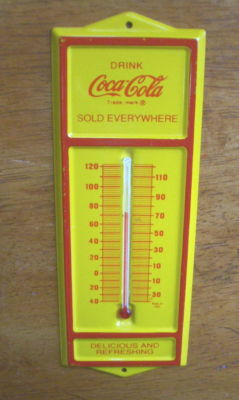 DRINK
Coca-Cola
Trade mark ®
SOLD EVERYWHERE
120
110
100
90
80
70
60
50
40
30
20
10
0
10
20
30
40
DELICIOUS AND
REFRESHING